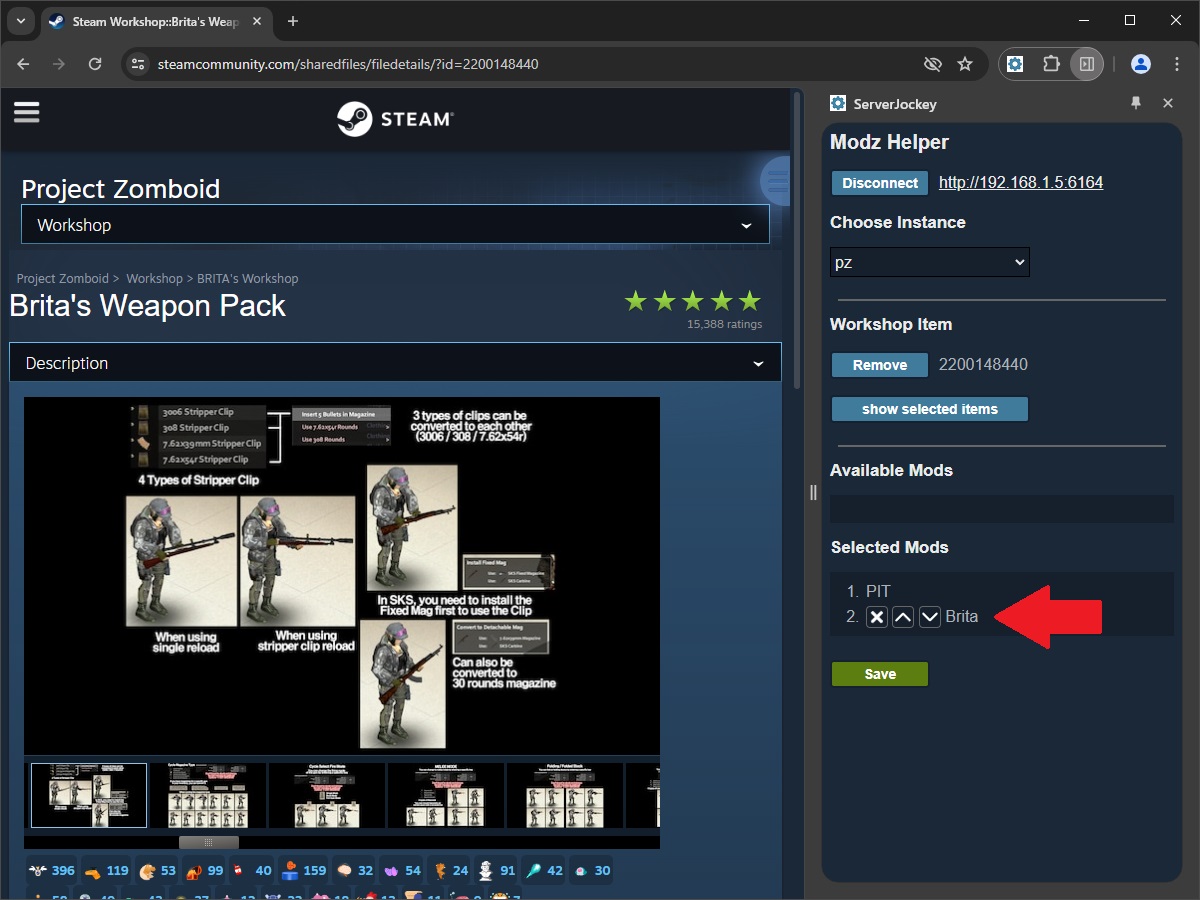 Steam Workshop::Brita's Weap
steamcommunity.com/sharedfiles/filedetails/?id=2200148440
STEAM
Project Zomboid
Workshop
Project Zomboid > Workshop > BRITA's Workshop
Brita's Weapon Pack
15,388 ratings
Description
3006 Stripper Clip
308 Stripper Clip
7.62x39mm Stripper Clip
7.62x54r Stripper Clip
Insert 5 Bullets in Magazine
Use 7.62x54r Rounds
Use 308 Rounds
3 types of clips can be
converted to each other
(3006 / 308 / 7.62x54r)
4 Types of Stripper Clip
Install Fixed Mag
In SKS, you need to install the
Fixed Mag first to use the Clip
When using
single reload
When using
stripper clip reload
Convert to Detachable Mag
Can also be
converted to
30 rounds magazine
396 119 53 99 40 159 32 54 24 91 42 30
ServerJockey
Modz Helper
Disconnect http://192.168.1.5:6164
Choose Instance
pz
Workshop Item
Remove 2200148440
show selected items
Available Mods
Selected Mods
1. PIT
2. Brita
Save